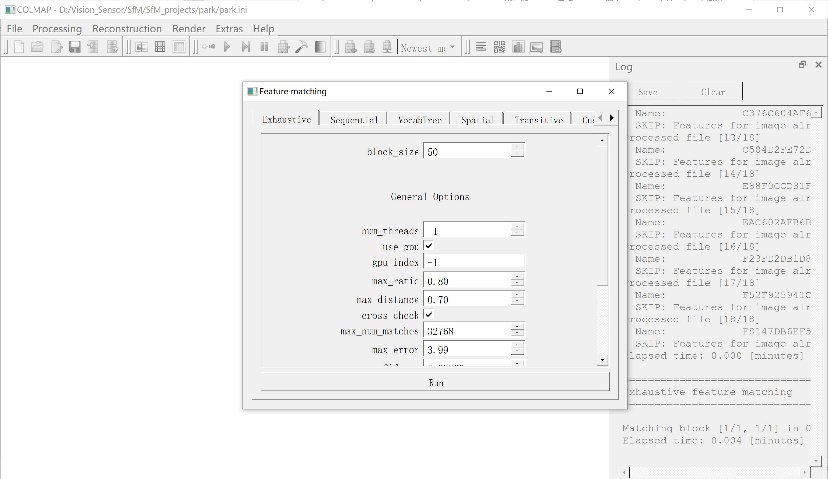 COLMAP - D:/Vision_Sensor/SfM/SfM_projects/park/park.ini
File Processing Reconstruction Render Extras Help
Newest
Feature matching
Exhaustive Sequential VocabTree Spatial Transitive Cu
block_size 50
General Options
num_threads -1
use_gpu
gpu_index -1
max_ratio 0.80
max_distance 0.70
cross_check
max_num_matches 32768
max_error 3.99
Run
Log
Save Clear
Name: C376C604AF6
SKIP: Features for image alr
rocessed file [13/18]
Name: C584D2FE72D
SKIP: Features for image alr
rocessed file [14/18]
Name: E88F0CCD31F
SKIP: Features for image alr
rocessed file [15/18]
Name: EAC602AFB6B
SKIP: Features for image alr
rocessed file [16/18]
Name: F23FD2DB1D8
SKIP: Features for image alr
rocessed file [17/18]
Name: F52F925941C
SKIP: Features for image alr
rocessed file [18/18]
Name: F8147DB6EF5
SKIP: Features for image alr
lapsed time: 0.000 [minutes]
xhaustive feature matching
Matching block [1/1, 1/1] in 0
Elapsed time: 0.004 [minutes]